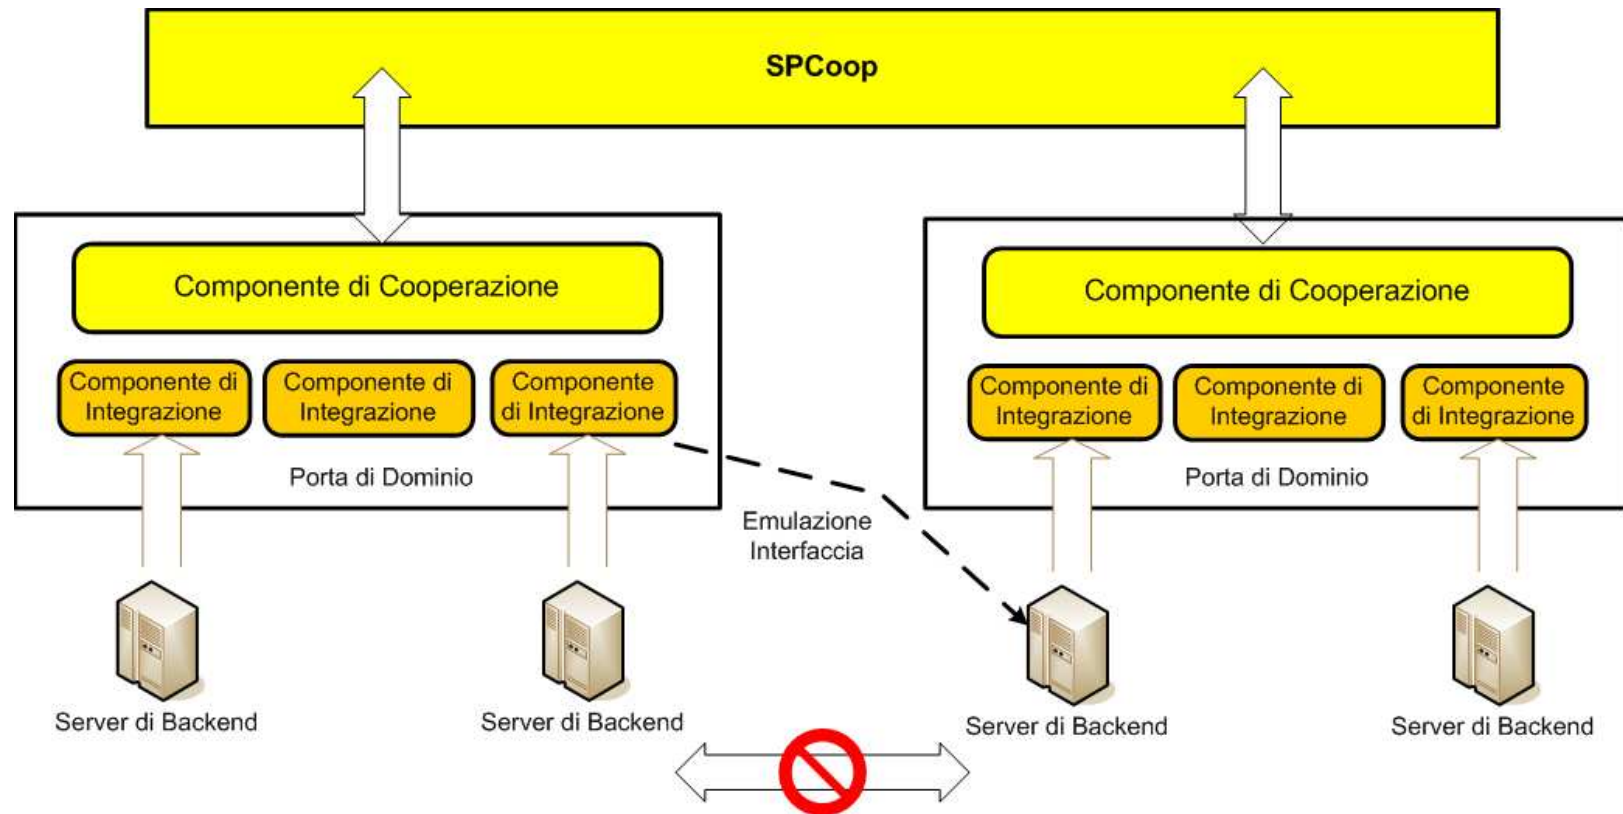 SPCoop
Componente di Cooperazione
Componente di Cooperazione
Componente di
Integrazione
Componente di
Integrazione
Componente
di Integrazione
Componente di
Integrazione
Componente di
Integrazione
Componente
di Integrazione
Porta di Dominio
Porta di Dominio
Emulazione
Interfaccia
Server di Backend
Server di Backend
Server di Backend
Server di Backend